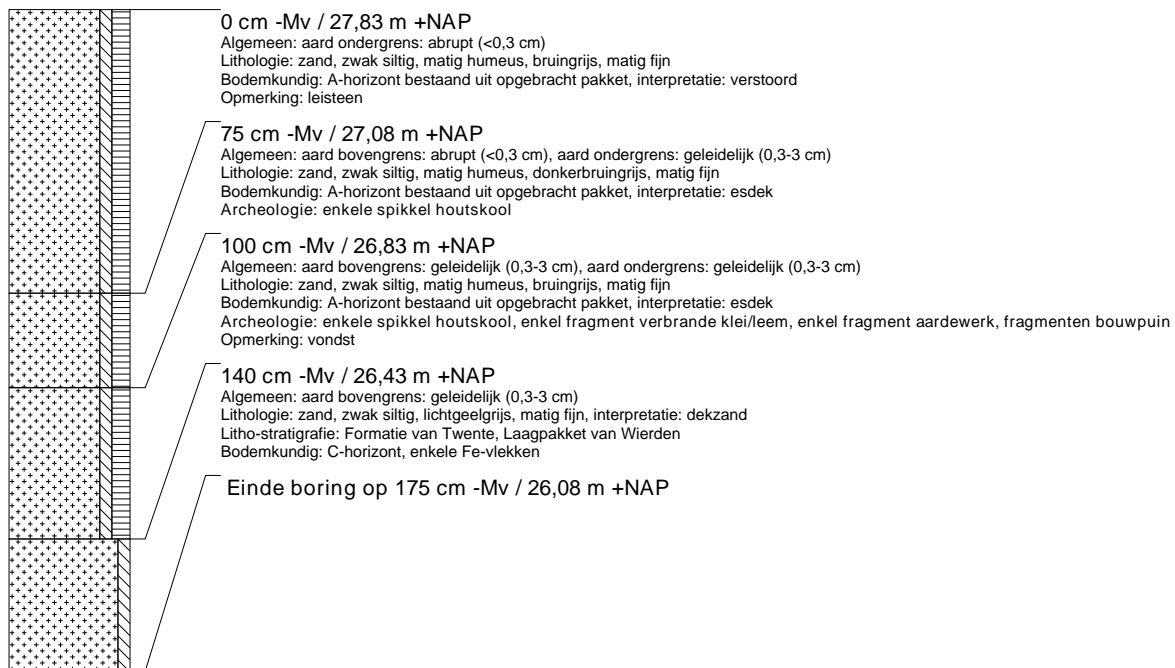 0 cm -Mv / 27,83 m +NAP
Algemeen: aard ondergrens: abrupt (<0,3 cm)
Lithologie: zand, zwak siltig, matig humeus, bruingrijs, matig fijn
Bodemkundig: A-horizont bestaand uit opgebracht pakket, interpretatie: verstoord
Opmerking: leisteen
75 cm -Mv / 27,08 m +NAP
Algemeen: aard bovengrens: abrupt (<0,3 cm), aard ondergrens: geleidelijk (0,3-3 cm)
Lithologie: zand, zwak siltig, matig humeus, donkerbruingrijs, matig fijn
Bodemkundig: A-horizont bestaand uit opgebracht pakket, interpretatie: esdek
Archeologie: enkele spikkel houtskool
100 cm -Mv / 26,83 m +NAP
Algemeen: aard bovengrens: geleidelijk (0,3-3 cm), aard ondergrens: geleidelijk (0,3-3 cm)
Lithologie: zand, zwak siltig, matig humeus, bruingrijs, matig fijn
Bodemkundig: A-horizont bestaand uit opgebracht pakket, interpretatie: esdek
Archeologie: enkele spikkel houtskool, enkel fragment verbrande klei/leem, enkel fragment aardewerk, fragmenten bouwpuin
Opmerking: vondst
140 cm -Mv / 26,43 m +NAP
Algemeen: aard bovengrens: geleidelijk (0,3-3 cm)
Lithologie: zand, zwak siltig, lichtgeelgrijs, matig fijn, interpretatie: dekzand
Litho-stratigrafie: Formatie van Twente, Laagpakket van Wierden
Bodemkundig: C-horizont, enkele Fe-vlekken
Einde boring op 175 cm -Mv / 26,08 m +NAP